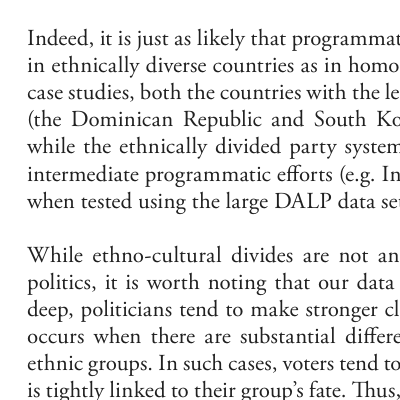 Indeed, it is just as likely that programmat
in ethnically diverse countries as in homo
case studies, both the countries with the le
(the Dominican Republic and South Ko
while the ethnically divided party system
intermediate programmatic efforts (e.g. In
when tested using the large DALP data se
While ethno-cultural divides are not an
politics, it is worth noting that our data
deep, politicians tend to make stronger cl
occurs when there are substantial differe
ethnic groups. In such cases, voters tend to
is tightly linked to their group's fate. Thus,